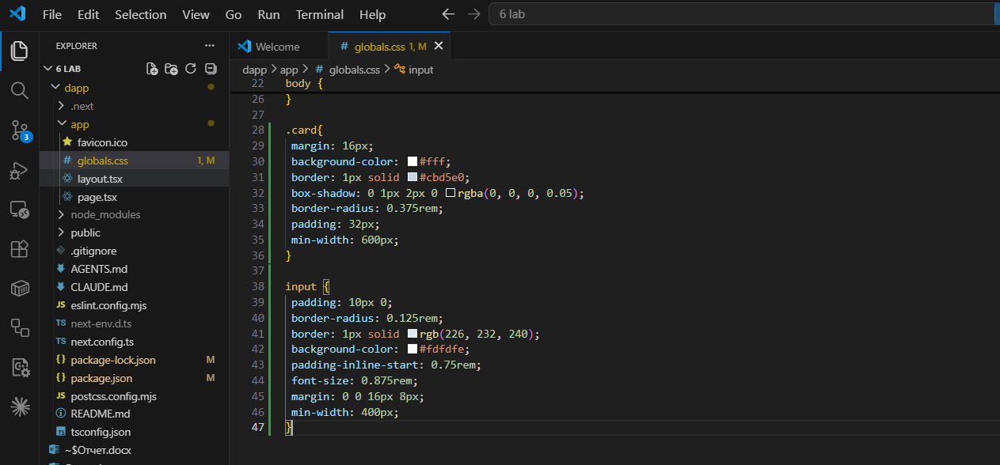 File Edit Selection View Go Run Terminal Help 6 lab
EXPLORER
6 LAB
dapp
.next
app
favicon.ico
globals.css 1, M
layout.tsx
page.tsx
node_modules
public
.gitignore
AGENTS.md
CLAUDE.md
JS eslint.config.mjs
TS next-env.d.ts
TS next.config.ts
{} package-lock.json M
{} package.json M
JS postcss.config.mjs
README.md
TS tsconfig.json
~$Отчет.docx
3
Welcome
# globals.css 1, M
dapp > app > # globals.css > input
22 body {
26 }
27
28 .card{
29 margin: 16px;
30 background-color: #fff;
31 border: 1px solid #cbd5e0;
32 box-shadow: 0 1px 2px 0 rgba(0, 0, 0, 0.05);
33 border-radius: 0.375rem;
34 padding: 32px;
35 min-width: 600px;
36 }
37
38 input {
39 padding: 10px 0;
40 border-radius: 0.125rem;
41 border: 1px solid rgb(226, 232, 240);
42 background-color: #fdfdfe;
43 padding-inline-start: 0.75rem;
44 font-size: 0.875rem;
45 margin: 0 0 16px 8px;
46 min-width: 400px;
47 }